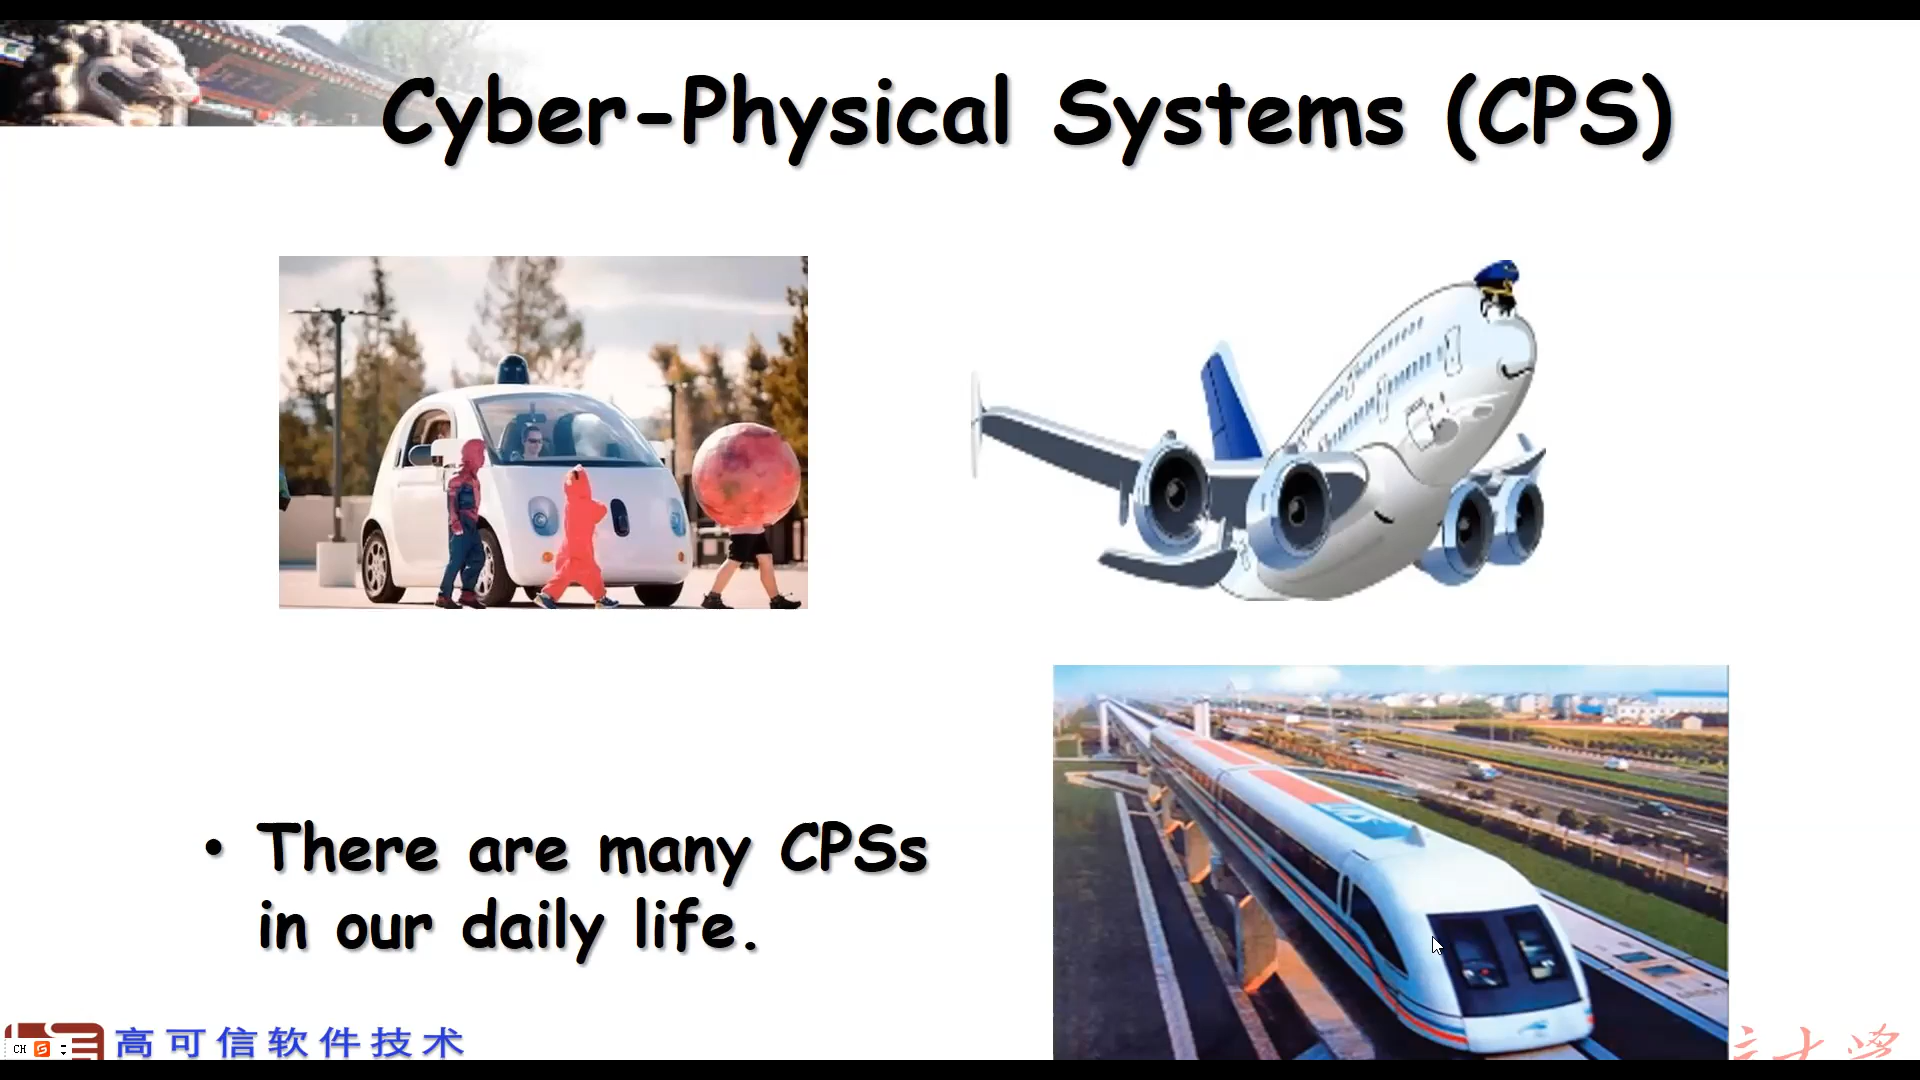 Cyber-Physical Systems (CPS)
• There are many CPSs
in our daily life.
高可信软件技术
CH